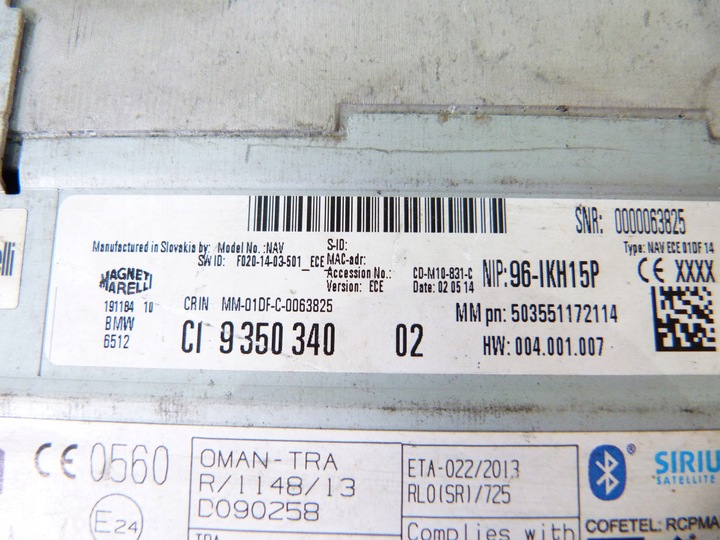 SNR: 0000063825
Manufactured in Slovakia by: Model No.:NAV S-ID: Type: NAV ECE 01DF 14
SW ID: F020-14-03-501_ECE MAC-adr:
MAGNETI MARELLI Accession No.: CD-M10-831-C NIP:96-IKH15P CE XXXX
Version: ECE Date: 02 05 14
191184 10 CRIN MM-01DF-C-0063825 MM pn: 503551172114
BMW
6512 CI 9 350 340 02 HW: 004.001.007
elli
CE 0560
E24
OMAN-TRA
R/1148/13
D090258
TRA
ETA-022/2013
RLO(SR)/725
Complies with
SIRIU
SATELLITE
COFETEL: RCPMA